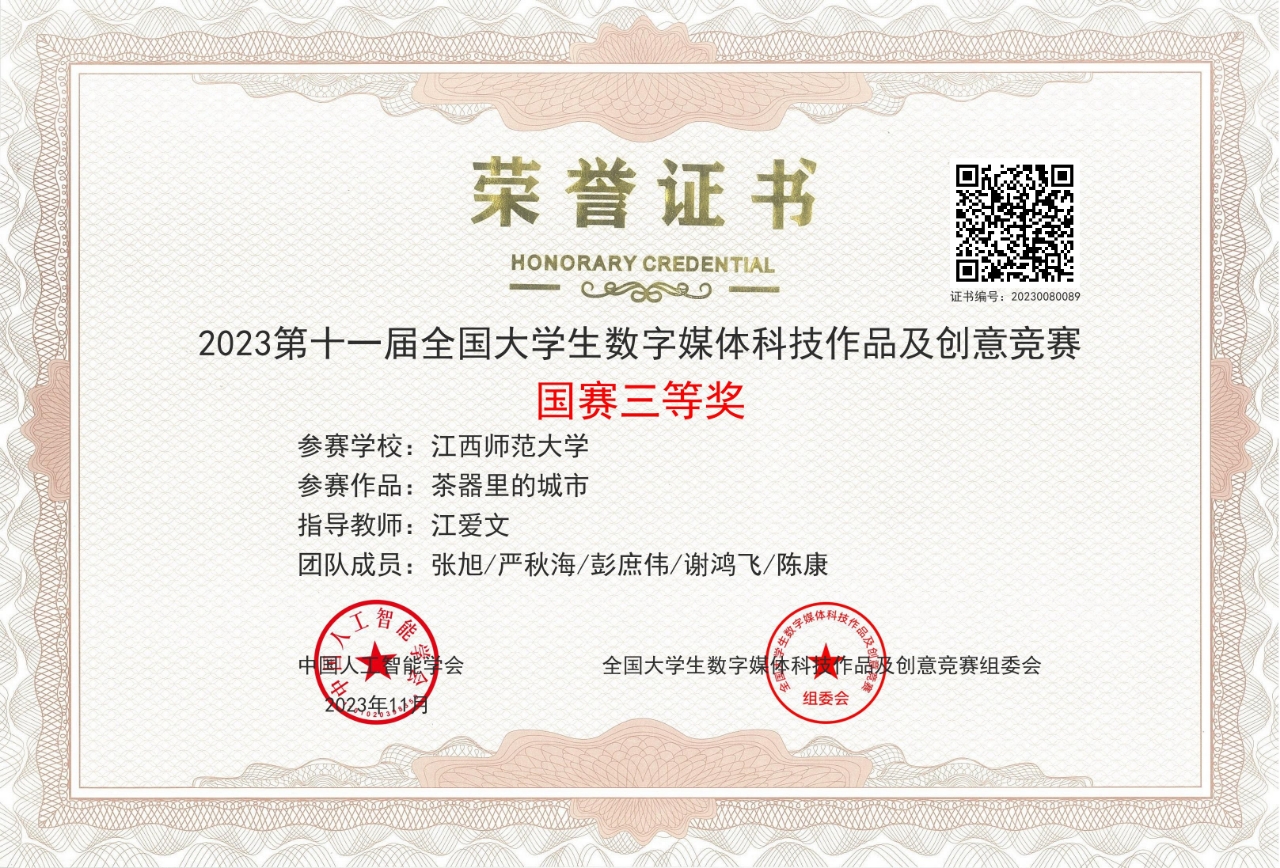 荣誉证书
HONORARY CREDENTIAL
证书编号：20230080089
2023第十一届全国大学生数字媒体科技作品及创意竞赛
国赛三等奖
参赛学校：江西师范大学
参赛作品：茶器里的城市
指导教师：江爱文
团队成员：张旭/严秋海/彭庶伟/谢鸿飞/陈康
中国人工智能学会
中国人工智能学会
2023年11月
全国大学生数字媒体科技作品及创意竞赛组委会
全国大学生数字媒体科技作品及创意竞赛
组委会